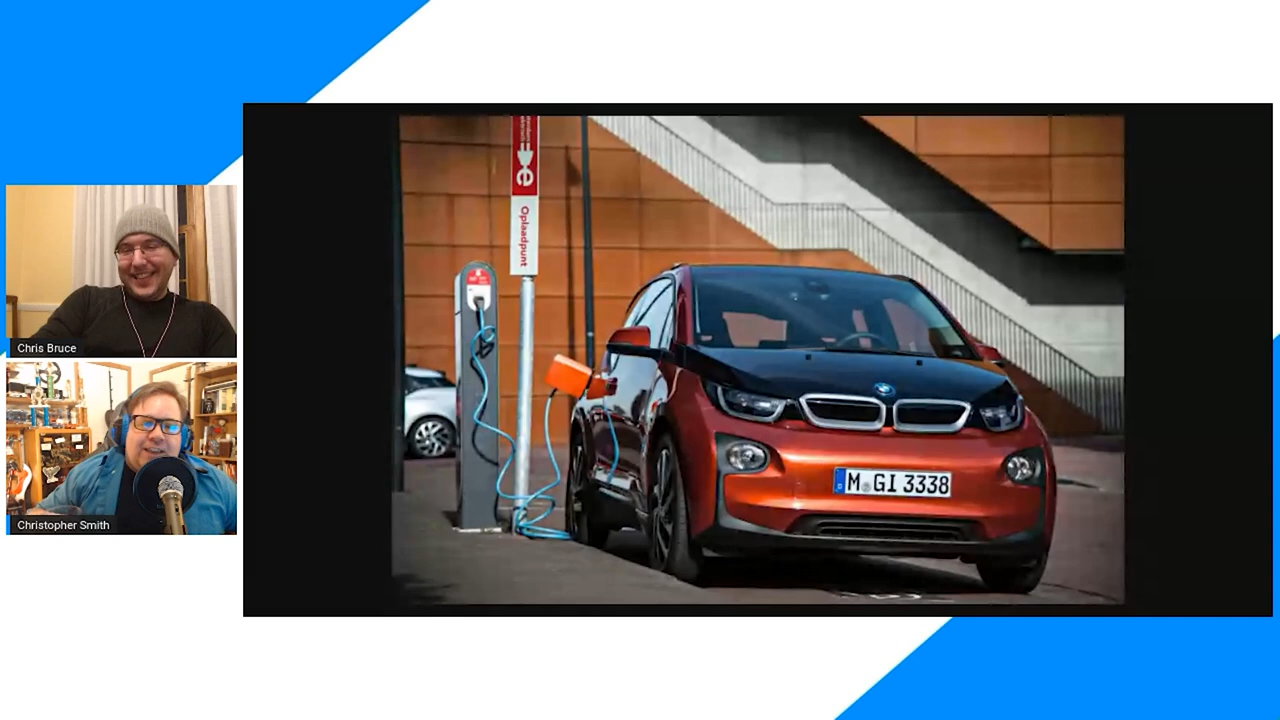 Chris Bruce
Christopher Smith
e
Oplaadpunt
M GI 3338